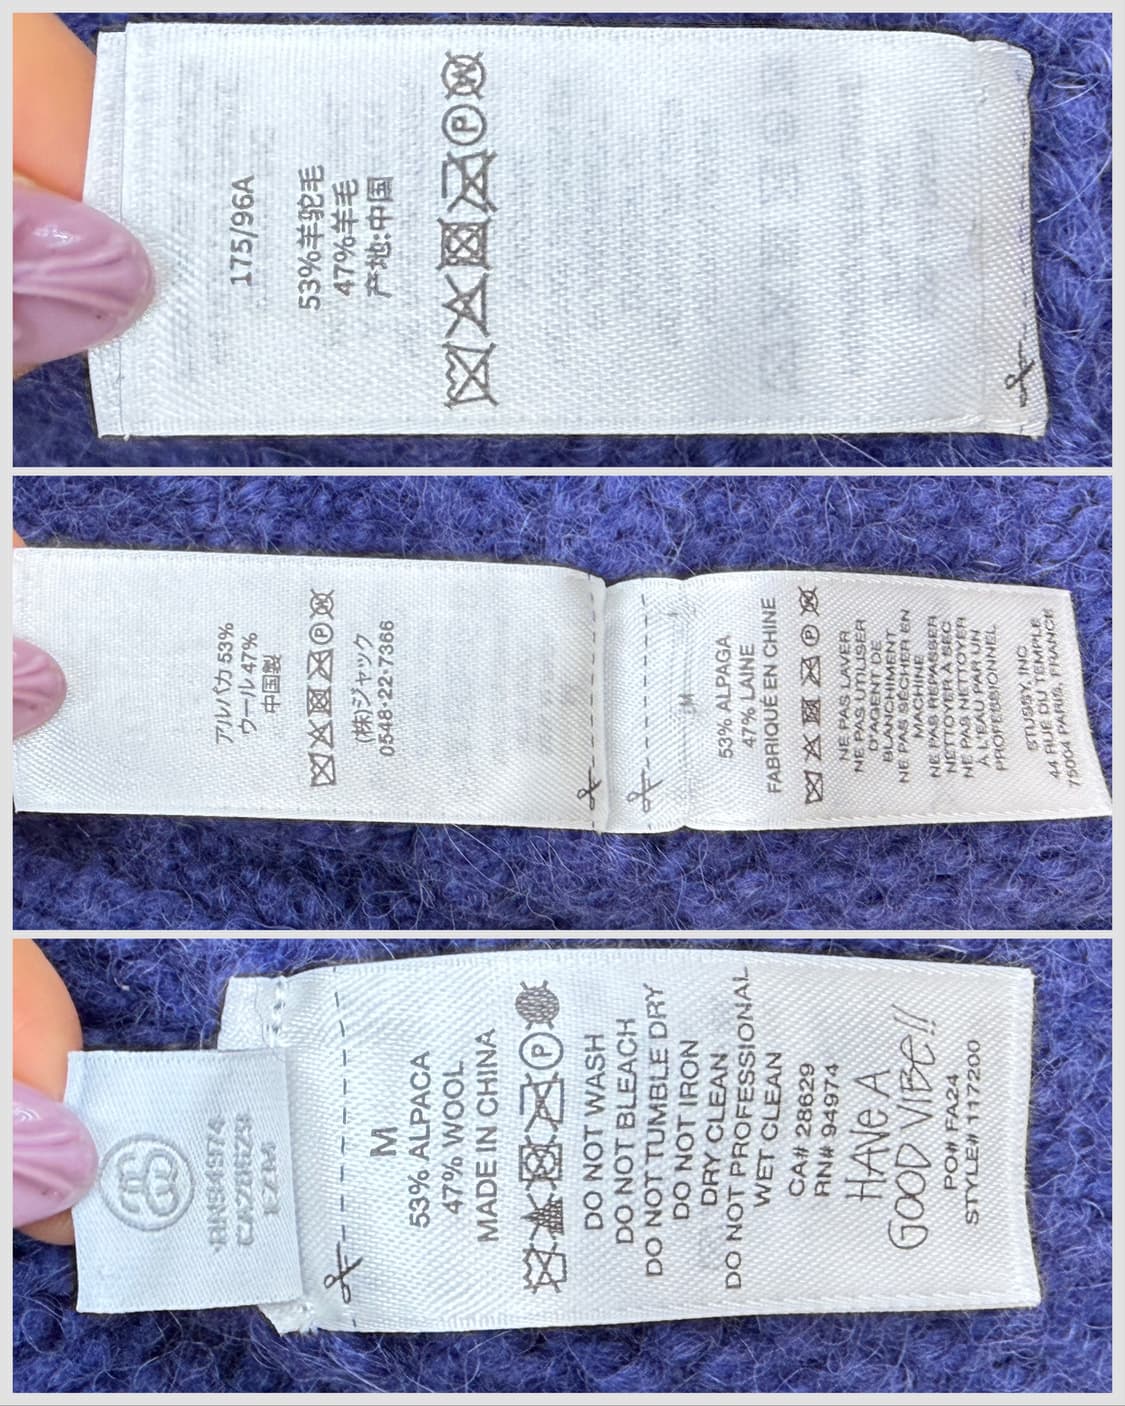 175/96A
53%羊驼毛
47%羊毛
产地:中国
P
W
アルパカ 53%
ウール 47%
中国製
P
W
(株)ジャック
0548-22-7366
53% ALPAGA
47% LAINE
FABRIQUÉ EN CHINE
P
W
NE PAS LAVER
NE PAS UTILISER
D'AGENT DE
BLANCHIMENT
NE PAS SÉCHER EN
MACHINE
NE PAS REPASSER
NETTOYER À SEC
NE PAS NETTOYER
À L'EAU PAR UN
PROFESSIONNEL
STUSSY, INC
44 RUE DU TEMPLE
75004 PARIS, FRANCE
RN94974
CA28629
M
53% ALPACA
47% WOOL
MADE IN CHINA
P
DO NOT WASH
DO NOT BLEACH
DO NOT TUMBLE DRY
DO NOT IRON
DRY CLEAN
DO NOT PROFESSIONAL
WET CLEAN
CA# 28629
RN# 94974
HAVE A
GOOD VIBE!!
PO# FA24
STYLE# 117200